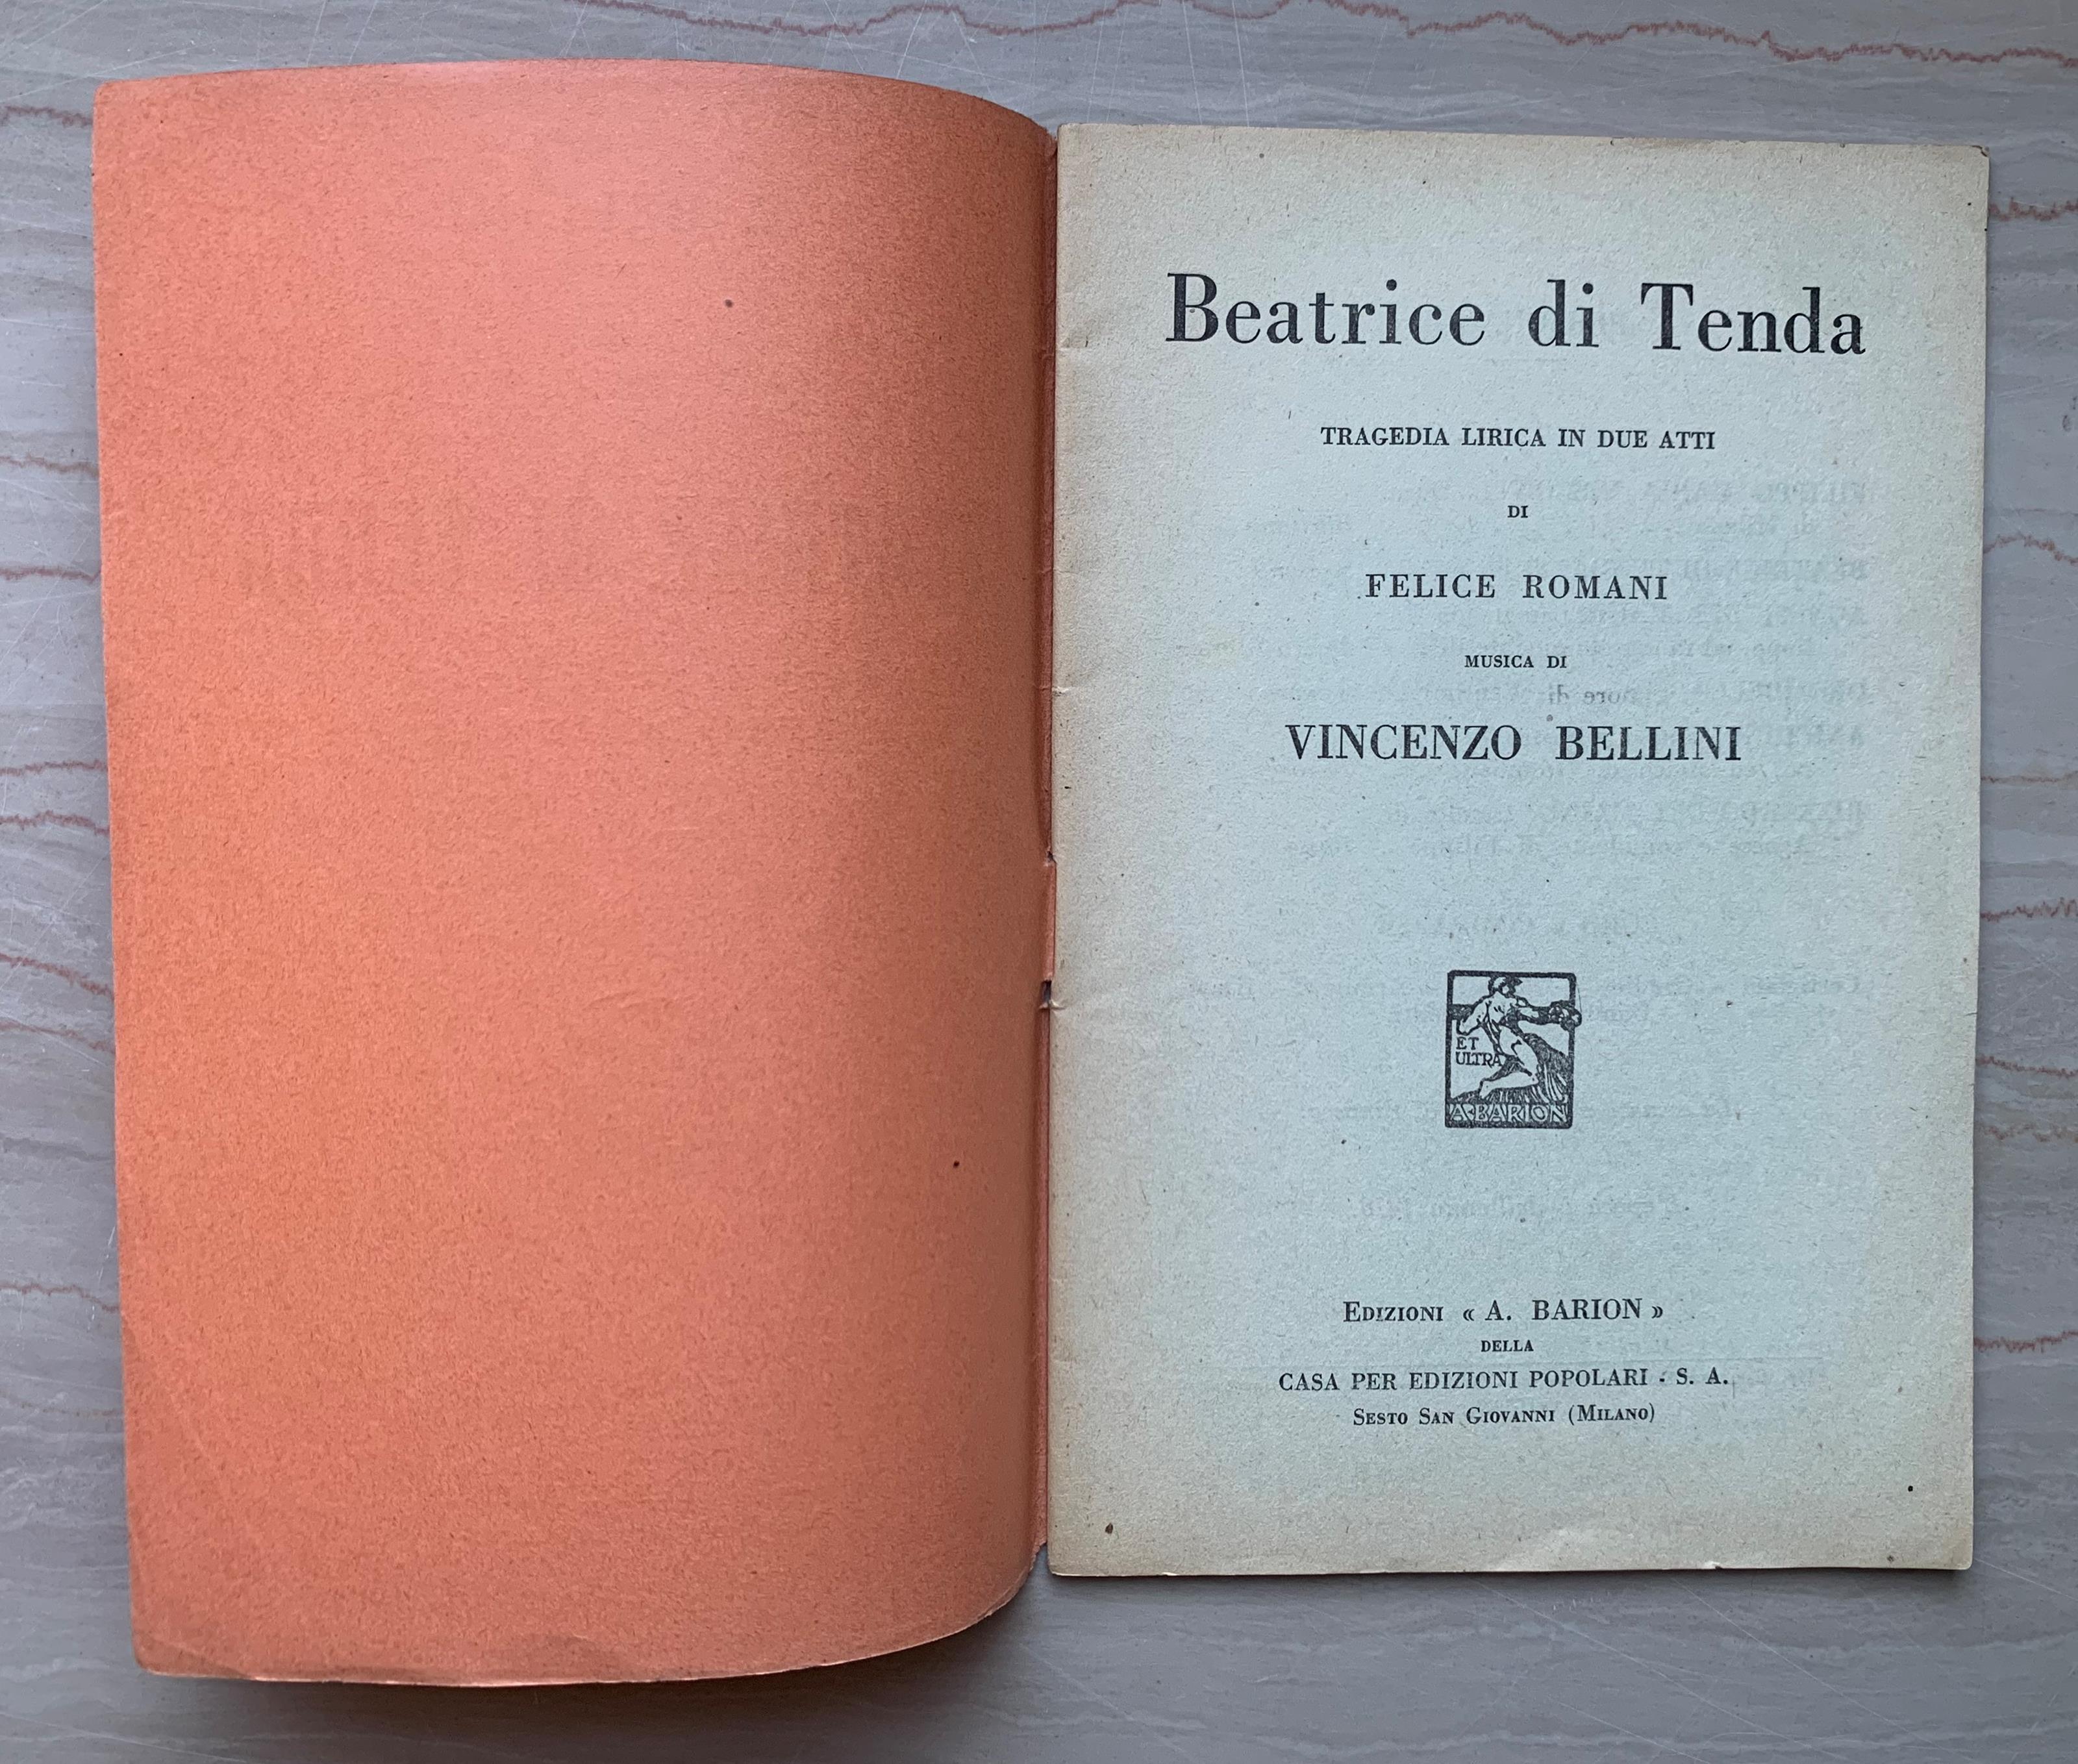 Beatrice di Tenda
TRAGEDIA LIRICA IN DUE ATTI
DI
FELICE ROMANI
MUSICA DI
VINCENZO BELLINI
ET
ULTRA
A·BARION
EDIZIONI « A. BARION »
DELLA
CASA PER EDIZIONI POPOLARI - S. A.
SESTO SAN GIOVANNI (MILANO)